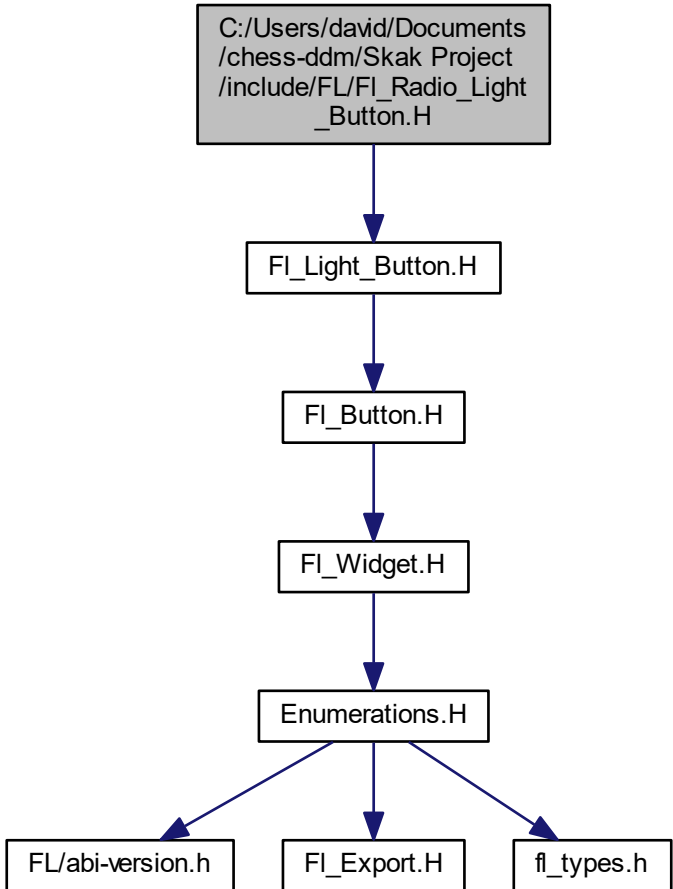 C:/Users/david/Documents
/chess-ddm/Skak Project
/include/FL/Fl_Radio_Light
_Button.H
Fl_Light_Button.H
Fl_Button.H
Fl_Widget.H
Enumerations.H
FL/abi-version.h
Fl_Export.H
fl_types.h